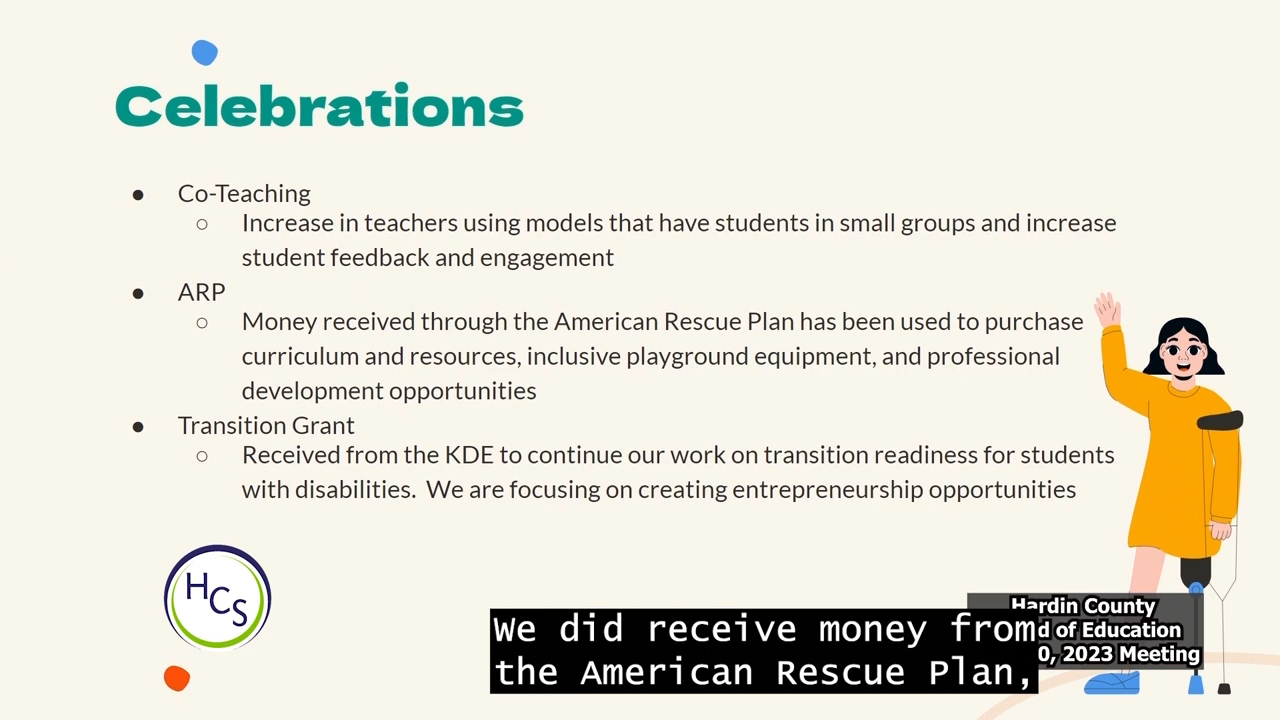 Celebrations
● Co-Teaching
○ Increase in teachers using models that have students in small groups and increase
student feedback and engagement
● ARP
○ Money received through the American Rescue Plan has been used to purchase
curriculum and resources, inclusive playground equipment, and professional
development opportunities
● Transition Grant
○ Received from the KDE to continue our work on transition readiness for students
with disabilities. We are focusing on creating entrepreneurship opportunities
HCS
Hardin County
of Education
2023 Meeting
We did receive money from
the American Rescue Plan,